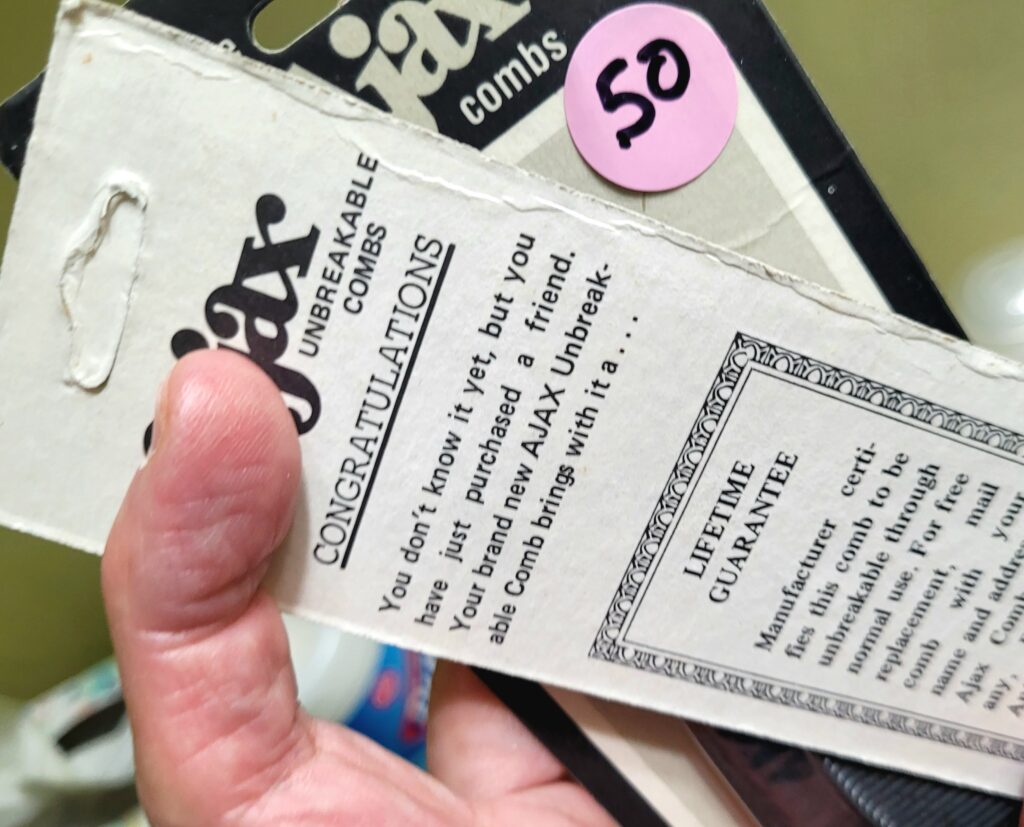 jax
combs
50
jax
UNBREAKABLE
COMBS
CONGRATULATIONS
You don't know it yet, but you
have just purchased a friend.
Your brand new AJAX Unbreak-
able Comb brings with it a . . .
LIFETIME
GUARANTEE
Manufacturer certi-
fies this comb to be
unbreakable through
normal use. For free
replacement, mail
comb with your
name and address
Ajax Comb
any,